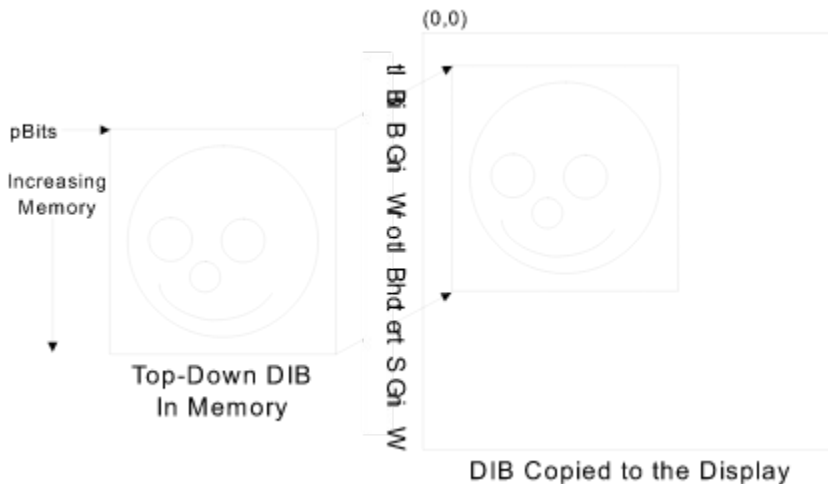 (0,0)
pBits
Increasing
Memory
Top-Down DIB
In Memory
DIB Copied to the Display